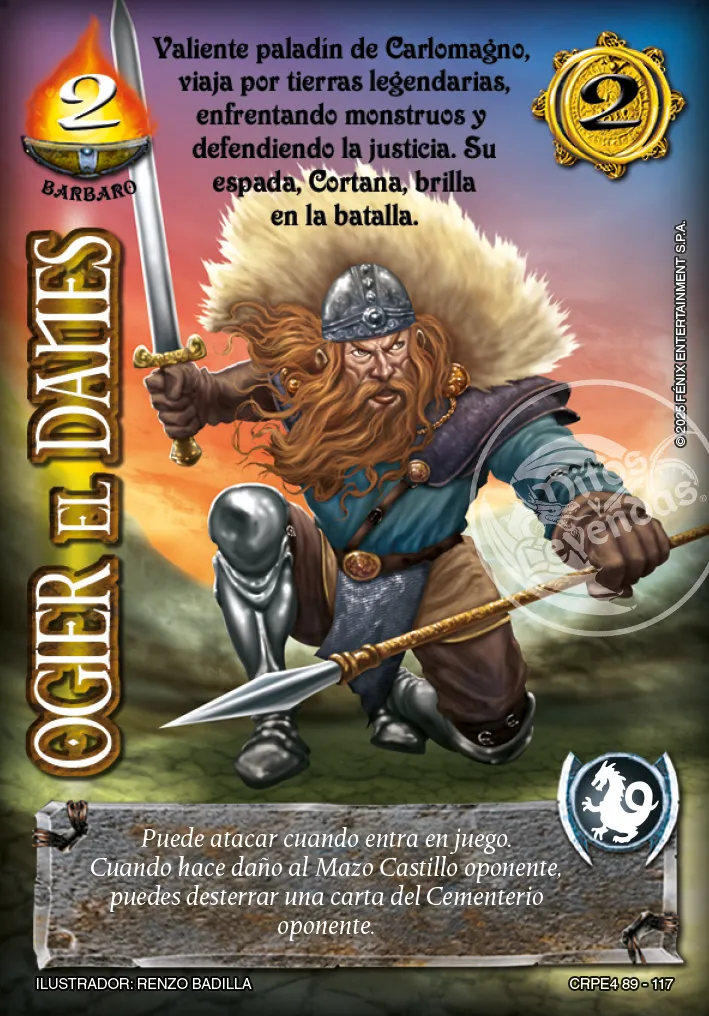 Valiente paladín de Carlomagno,
viaja por tierras legendarias,
enfrentando monstruos y
defendiendo la justicia. Su
espada, Cortana, brilla
en la batalla.
2
BARBARO
2
OGIER EL DANES
© 2025 FÉNIX ENTERTAINMENT S.P.A.
Mitos
y
Leyendas®
Puede atacar cuando entra en juego.
Cuando hace daño al Mazo Castillo oponente,
puedes desterrar una carta del Cementerio
oponente.
ILUSTRADOR: RENZO BADILLA
CRPE4 89 - 117